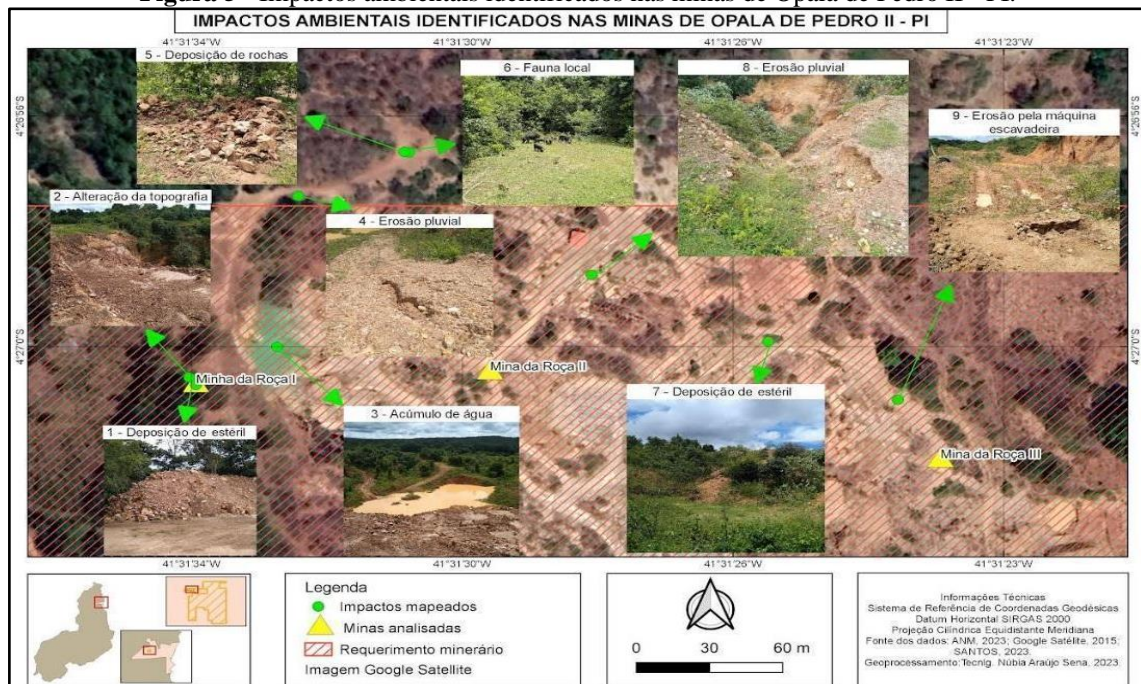 Figura 3 - Impactos ambientais identificados nas minas de Opala de Pedro II - PI.
IMPACTOS AMBIENTAIS IDENTIFICADOS NAS MINAS DE OPALA DE PEDRO II - PI
41°31'34"W
41°31'30"W
41°31'26"W
41°31'23"W
5 - Deposição de rochas
6 - Fauna local
8 - Erosão pluvial
9 - Erosão pela máquina
escavadeira
4°26'56"S
4°26'56"S
2 - Alteração da topografia
4 - Erosão pluvial
4°27'0"S
4°27'0"S
Minha da Roça I
Mina da Roça II
7 - Deposição de estéril
3 - Acúmulo de água
1 - Deposição de estéril
Mina da Roça III
41°31'34"W
41°31'30"W
41°31'26"W
41°31'23"W
Legenda
Impactos mapeados
Minas analisadas
Requerimento minerário
Imagem Google Satellite
0 30 60 m
Informações Técnicas
Sistema de Referência de Coordenadas Geodésicas
Datum Horizontal SIRGAS 2000
Projeção Cilíndrica Equidistante Meridiana
Fonte dos dados: ANM, 2023; Google Satélite, 2015;
SANTOS, 2023.
Geoprocessamento:Tecnlg. Núbia Araújo Sena, 2023.